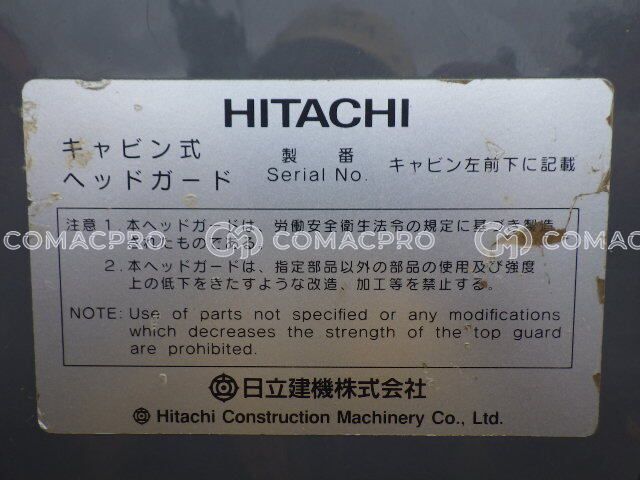 HITACHI
キャビン式 製番 キャビン左前下に記載
ヘッドガード Serial No.
注意 1. 本ヘッドガードは、労働安全衛生法令の規定に基づき製造
されたものである。
COMACPRO COMACPRO
2. 本ヘッドガードは、指定部品以外の部品の使用及び強度
上の低下をきたすような改造、加工等を禁止する。
NOTE: Use of parts not specified or any modifications
which decreases the strength of the top guard
are prohibited.
日立建機株式会社
Hitachi Construction Machinery Co., Ltd.